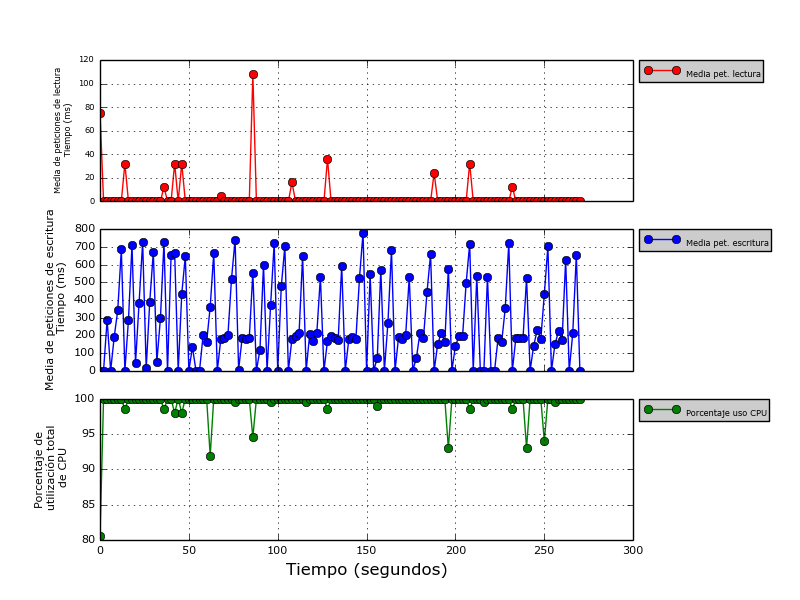 120
100
80
60
40
20
0
Media de peticiones de lectura
Tiempo (ms)
Media pet. lectura
800
700
600
500
400
300
200
100
0
Media de peticiones de escritura
Tiempo (ms)
Media pet. escritura
100
95
90
85
80
Porcentaje de
utilización total
de CPU
Porcentaje uso CPU
0
50
100
150
200
250
300
Tiempo (segundos)